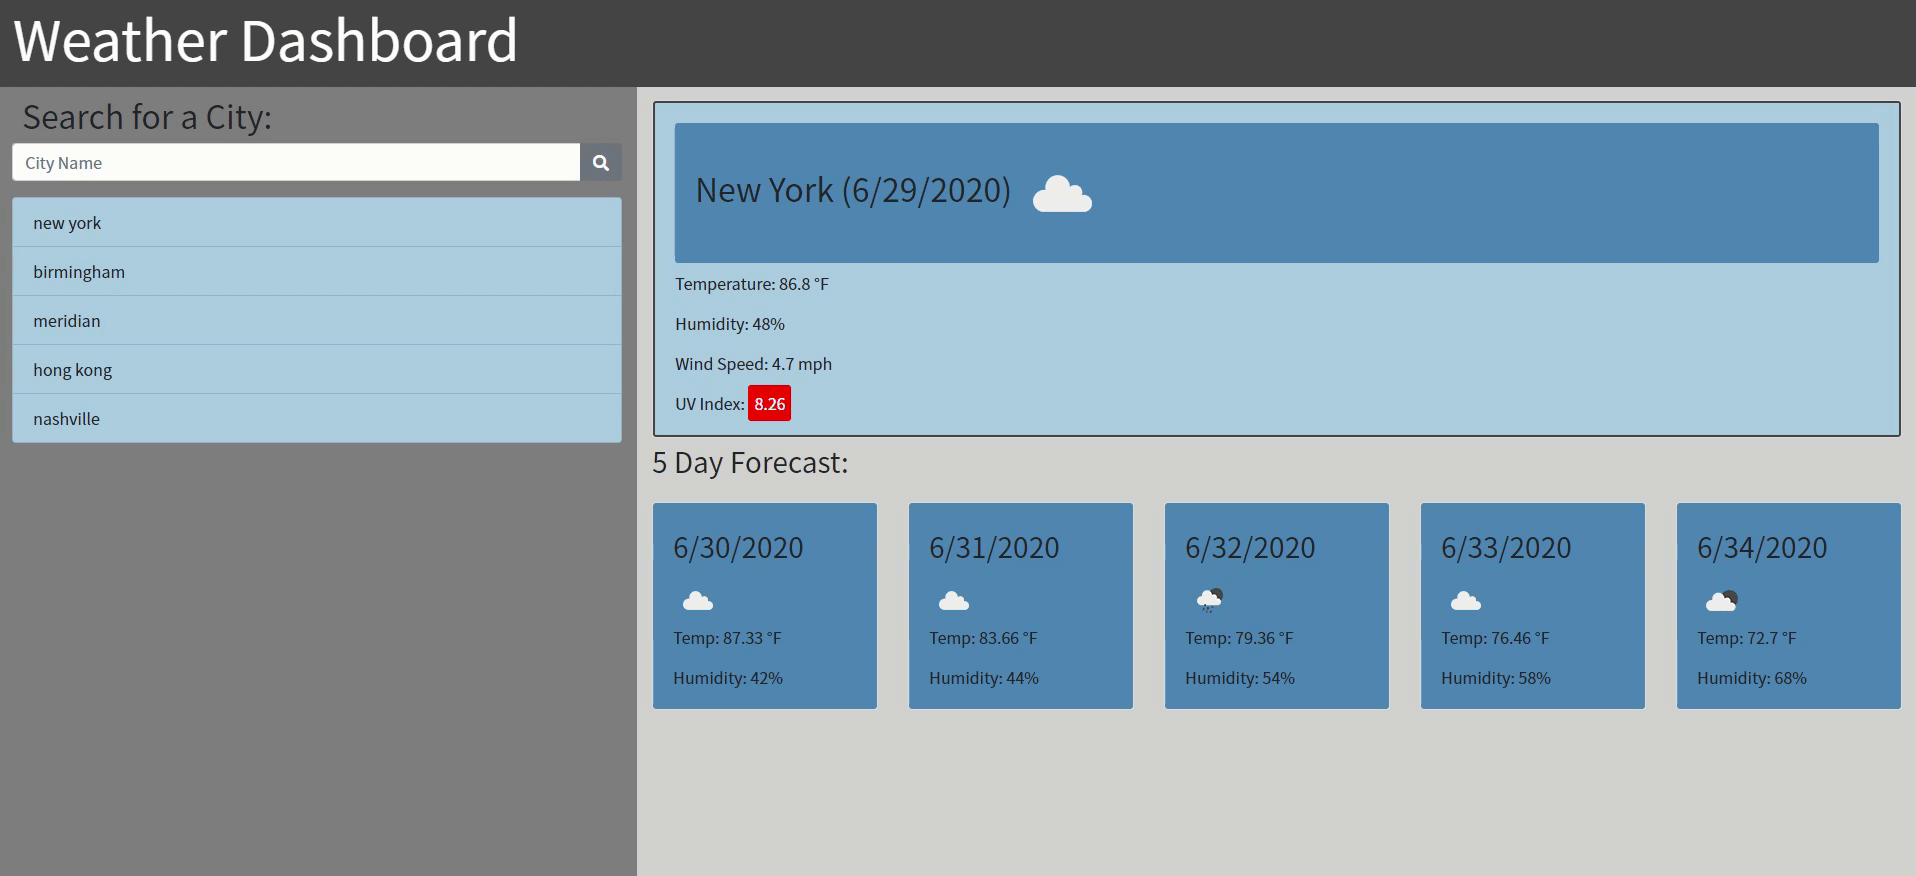 Weather Dashboard
Search for a City:
City Name
new york
birmingham
meridian
hong kong
nashville
New York (6/29/2020)
Temperature: 86.8 °F
Humidity: 48%
Wind Speed: 4.7 mph
UV Index: 8.26
5 Day Forecast:
6/30/2020
Temp: 87.33 °F
Humidity: 42%
6/31/2020
Temp: 83.66 °F
Humidity: 44%
6/32/2020
Temp: 79.36 °F
Humidity: 54%
6/33/2020
Temp: 76.46 °F
Humidity: 58%
6/34/2020
Temp: 72.7 °F
Humidity: 68%